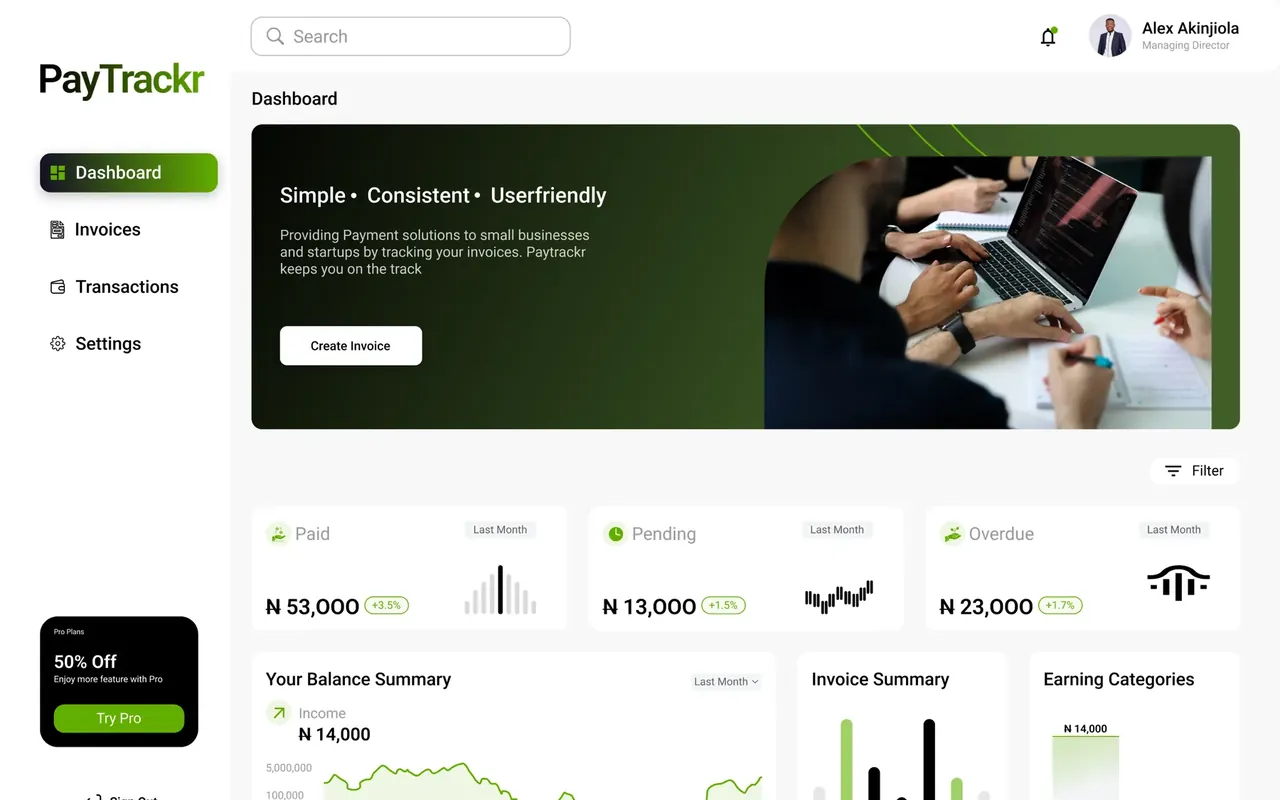 Search
Alex Akinjiola
Managing Director
PayTrackr
Dashboard
Invoices
Transactions
Settings
Pro Plans
50% Off
Enjoy more feature with Pro
Try Pro
Sign Out
Dashboard
Simple • Consistent • Userfriendly
Providing Payment solutions to small businesses
and startups by tracking your invoices. Paytrackr
keeps you on the track
Create Invoice
Filter
Paid
Last Month
₦ 53,000
+3.5%
Pending
Last Month
₦ 13,000
+1.5%
Overdue
Last Month
₦ 23,000
+1.7%
Your Balance Summary
Last Month
Income
₦ 14,000
5,000,000
100,000
Invoice Summary
Earning Categories
₦ 14,000